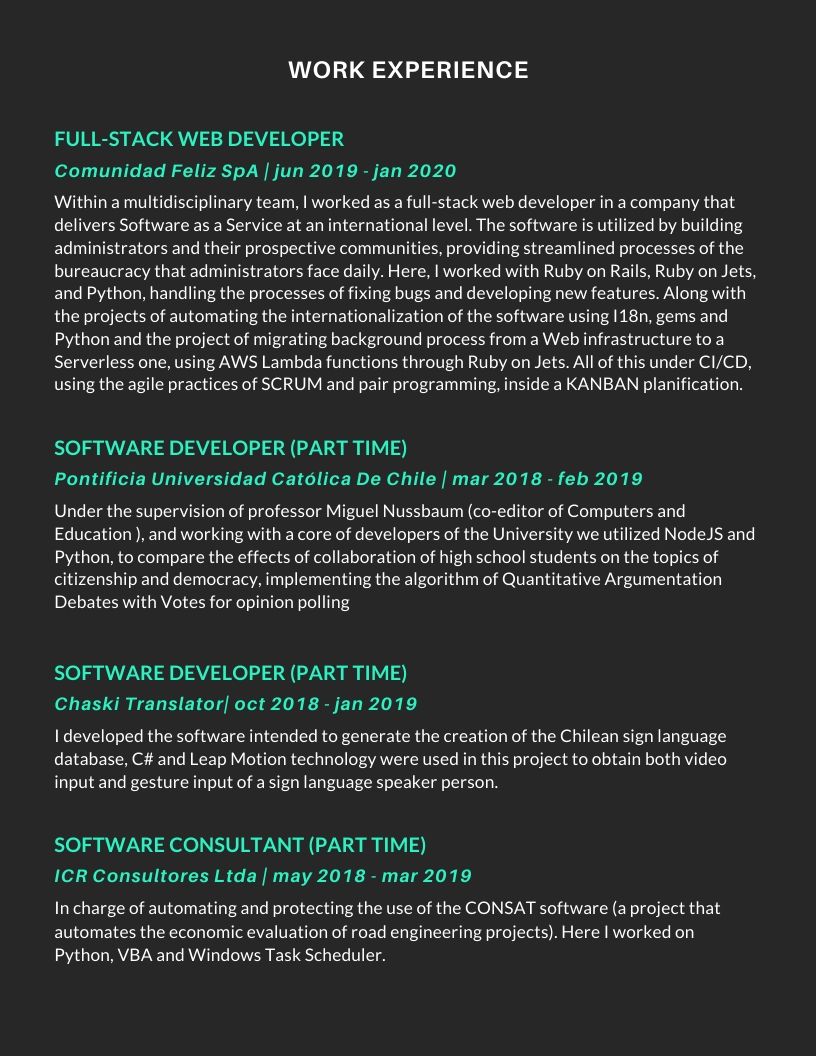 WORK EXPERIENCE
FULL-STACK WEB DEVELOPER
Comunidad Feliz SpA | jun 2019 - jan 2020
Within a multidisciplinary team, I worked as a full-stack web developer in a company that
delivers Software as a Service at an international level. The software is utilized by building
administrators and their prospective communities, providing streamlined processes of the
bureaucracy that administrators face daily. Here, I worked with Ruby on Rails, Ruby on Jets,
and Python, handling the processes of fixing bugs and developing new features. Along with
the projects of automating the internationalization of the software using I18n, gems and
Python and the project of migrating background process from a Web infrastructure to a
Serverless one, using AWS Lambda functions through Ruby on Jets. All of this under CI/CD,
using the agile practices of SCRUM and pair programming, inside a KANBAN planification.
SOFTWARE DEVELOPER (PART TIME)
Pontificia Universidad Católica De Chile | mar 2018 - feb 2019
Under the supervision of professor Miguel Nussbaum (co-editor of Computers and
Education ), and working with a core of developers of the University we utilized NodeJS and
Python, to compare the effects of collaboration of high school students on the topics of
citizenship and democracy, implementing the algorithm of Quantitative Argumentation
Debates with Votes for opinion polling
SOFTWARE DEVELOPER (PART TIME)
Chaski Translator| oct 2018 - jan 2019
I developed the software intended to generate the creation of the Chilean sign language
database, C# and Leap Motion technology were used in this project to obtain both video
input and gesture input of a sign language speaker person.
SOFTWARE CONSULTANT (PART TIME)
ICR Consultores Ltda | may 2018 - mar 2019
In charge of automating and protecting the use of the CONSAT software (a project that
automates the economic evaluation of road engineering projects). Here I worked on
Python, VBA and Windows Task Scheduler.